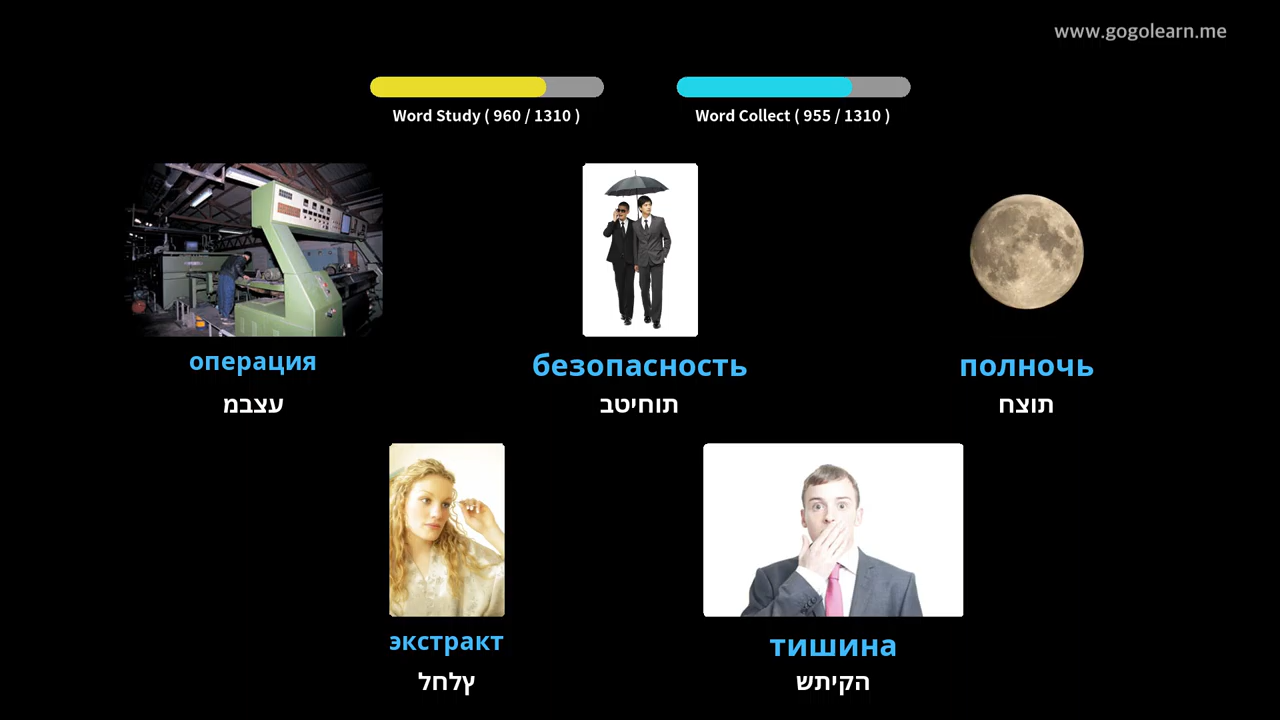 www.gogolearn.me
Word Study ( 960 / 1310 )
Word Collect ( 955 / 1310 )
операция
עצבמ
безопасность
תוחיטב
полночь
תוצח
экстракт
ץלחל
тишина
הקיתש